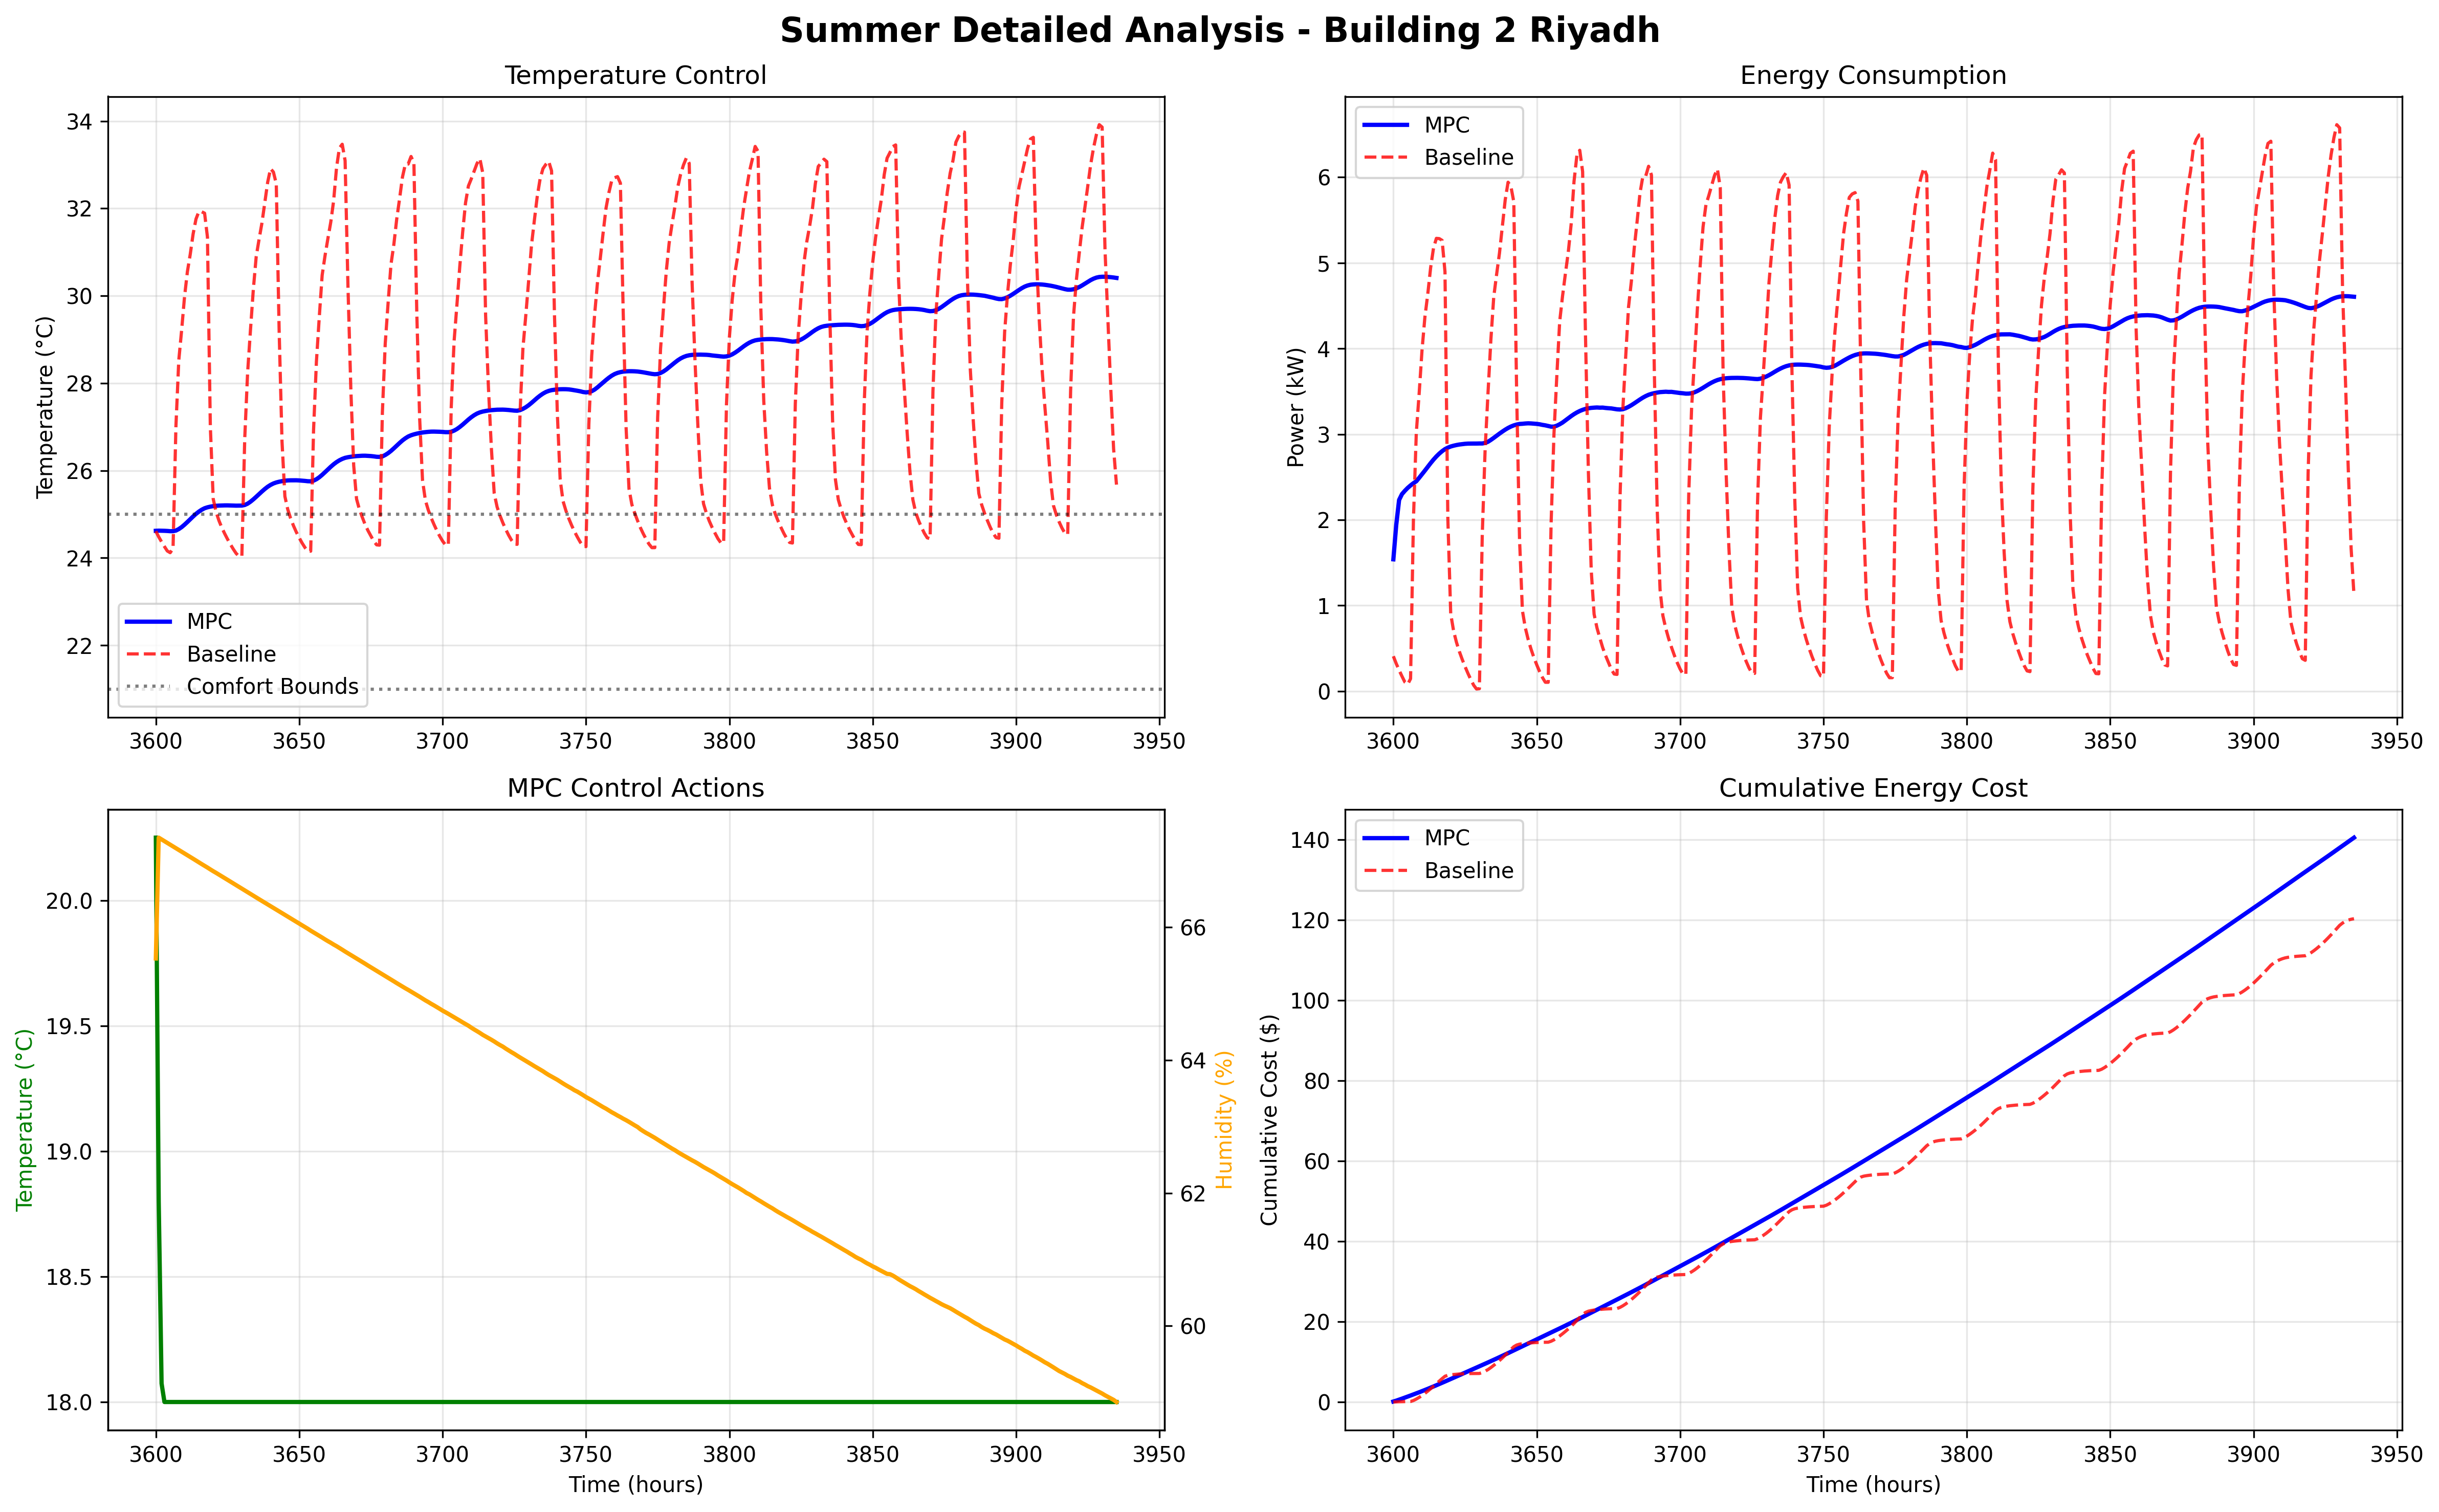 Summer Detailed Analysis - Building 2 Riyadh
Temperature Control
Temperature (°C)
34
32
30
28
26
24
22
MPC
Baseline
Comfort Bounds
3600 3650 3700 3750 3800 3850 3900 3950
Energy Consumption
Power (kW)
6
5
4
3
2
1
0
MPC
Baseline
3600 3650 3700 3750 3800 3850 3900 3950
MPC Control Actions
Temperature (°C)
20.0
19.5
19.0
18.5
18.0
66
64
62
60
Humidity (%)
3600 3650 3700 3750 3800 3850 3900 3950
Time (hours)
Cumulative Energy Cost
Cumulative Cost ($)
140
120
100
80
60
40
20
0
MPC
Baseline
3600 3650 3700 3750 3800 3850 3900 3950
Time (hours)